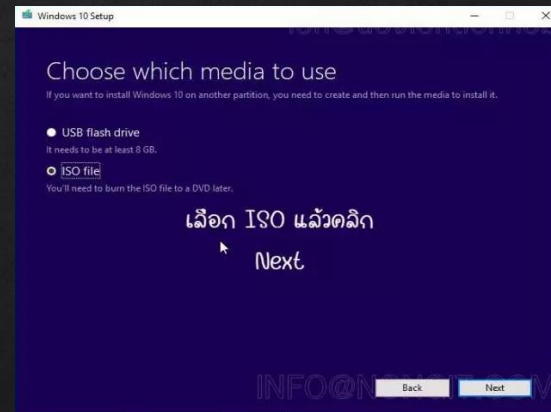 Windows 10 Setup
Choose which media to use
If you want to install Windows 10 on another partition, you need to create and then run the media to install it.
USB flash drive
It needs to be at least 8 GB.
ISO file
You'll need to burn the ISO file to a DVD later.
เลือก ISO แล้วคลิก
Next
Back
Next